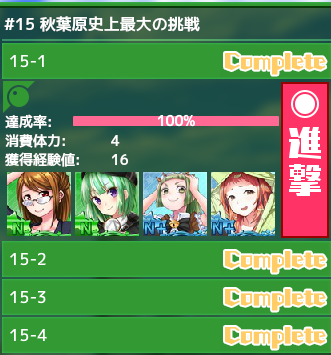 #15 秋葉原史上最大の挑戦
15-1 Complete
達成率: 100%
消費体力: 4
獲得経験値: 16
進撃
N N N+ N+
15-2 Complete
15-3 Complete
15-4 Complete